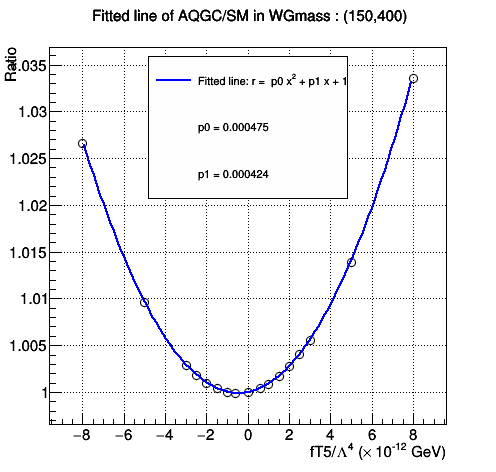 Fitted line of AQGC/SM in WGmass : (150,400)
Ratio
Fitted line: r = p0 x² + p1 x + 1
p0 = 0.000475
p1 = 0.000424
1.035
1.03
1.025
1.02
1.015
1.01
1.005
1
−8 −6 −4 −2 0 2 4 6 8
fT5/Λ⁴ (× 10⁻¹² GeV)